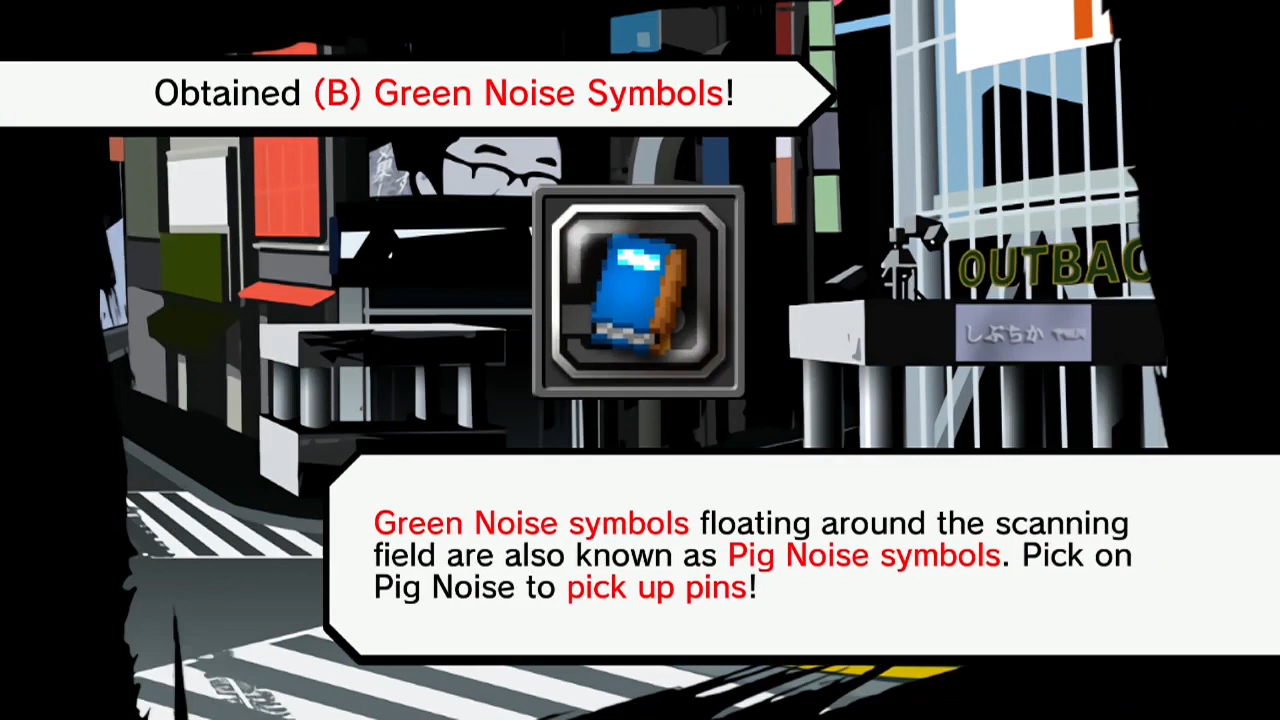 Obtained (B) Green Noise Symbols!
OUTBAC
しぶちか
Green Noise symbols floating around the scanning
field are also known as Pig Noise symbols. Pick on
Pig Noise to pick up pins!